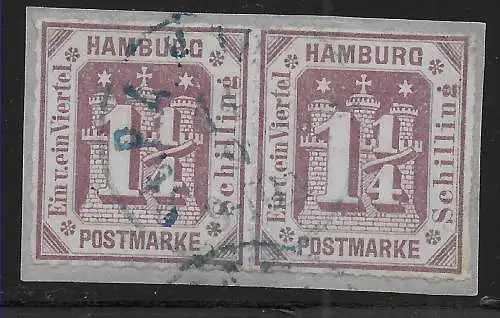 HAMBURG
Ein u. ein Viertel
1 1/4
Schilling
POSTMARKE
HAMBURG
Ein u. ein Viertel
1 1/4
Schilling
POSTMARKE